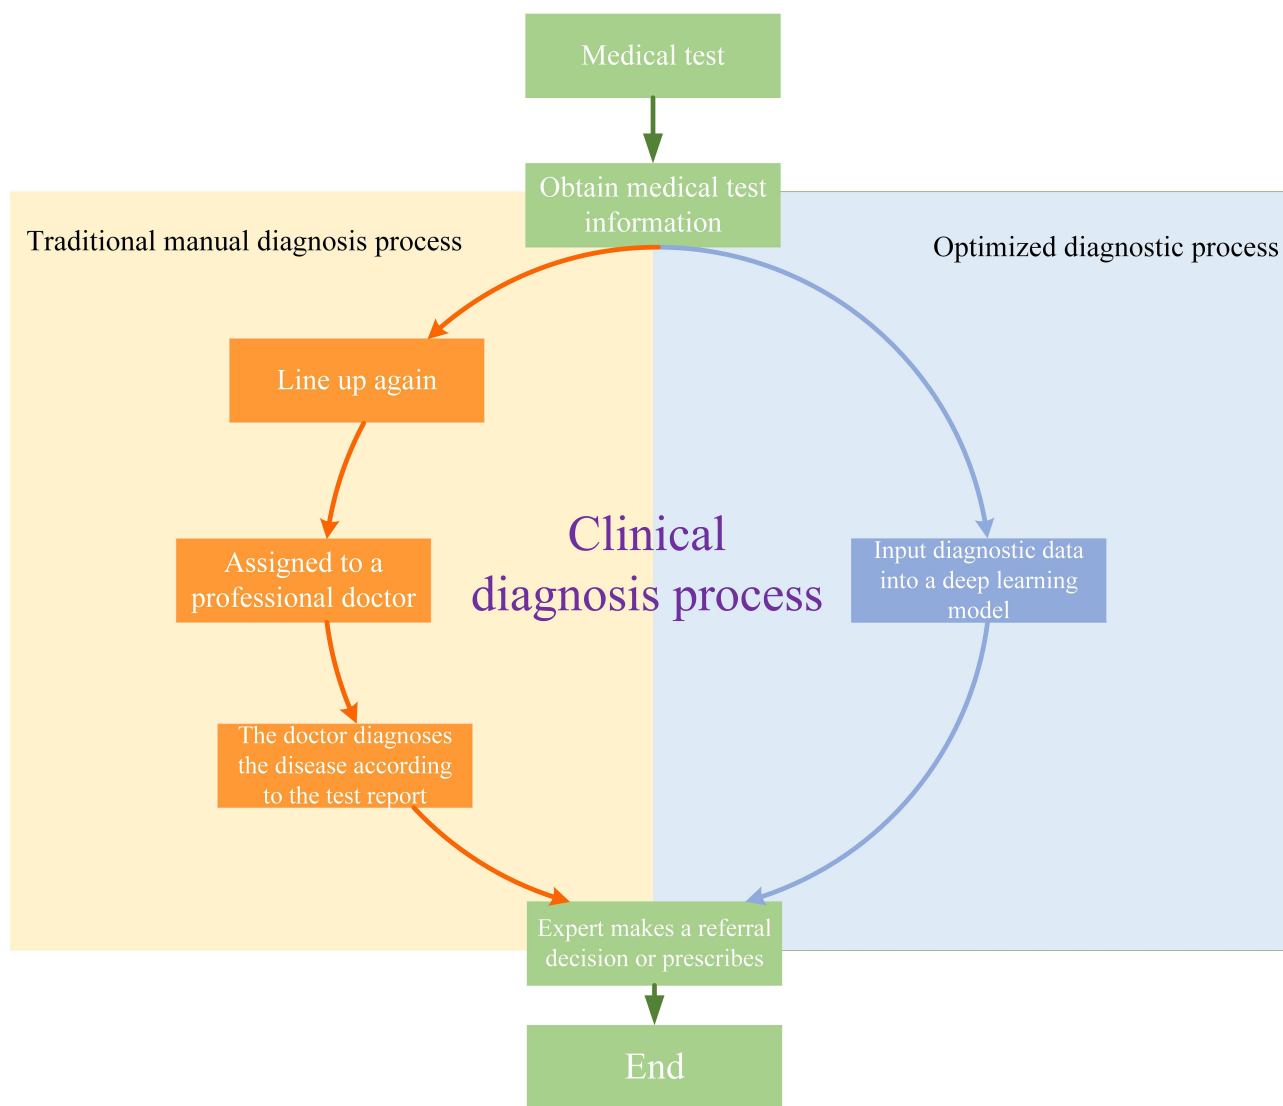 Medical test
Obtain medical test
information
Traditional manual diagnosis process
Optimized diagnostic process
Line up again
Clinical
diagnosis process
Assigned to a
professional doctor
Input diagnostic data
into a deep learning
model
The doctor diagnoses
the disease according
to the test report
Expert makes a referral
decision or prescribes
End